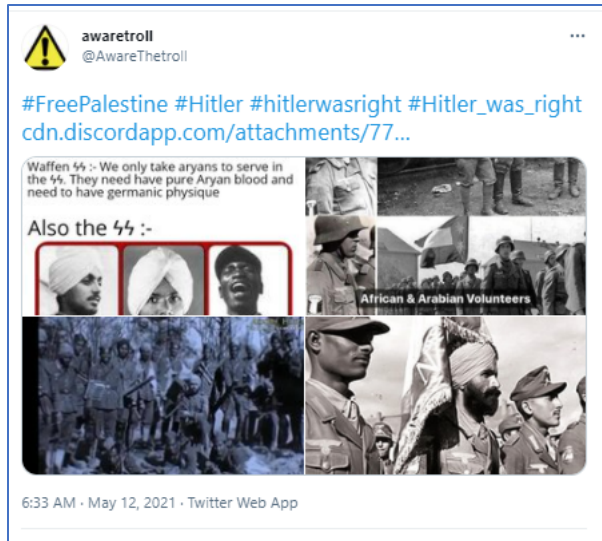 awaretroll
@AwareThetroll
#FreePalestine #Hitler #hitlerwasright #Hitler_was_right
cdn.discordapp.com/attachments/77...
Waffen ϟϟ :- We only take aryans to serve in
the ϟϟ. They need have pure Aryan blood and
need to have germanic physique
Also the ϟϟ :-
African & Arabian Volunteers
6:33 AM · May 12, 2021 · Twitter Web App